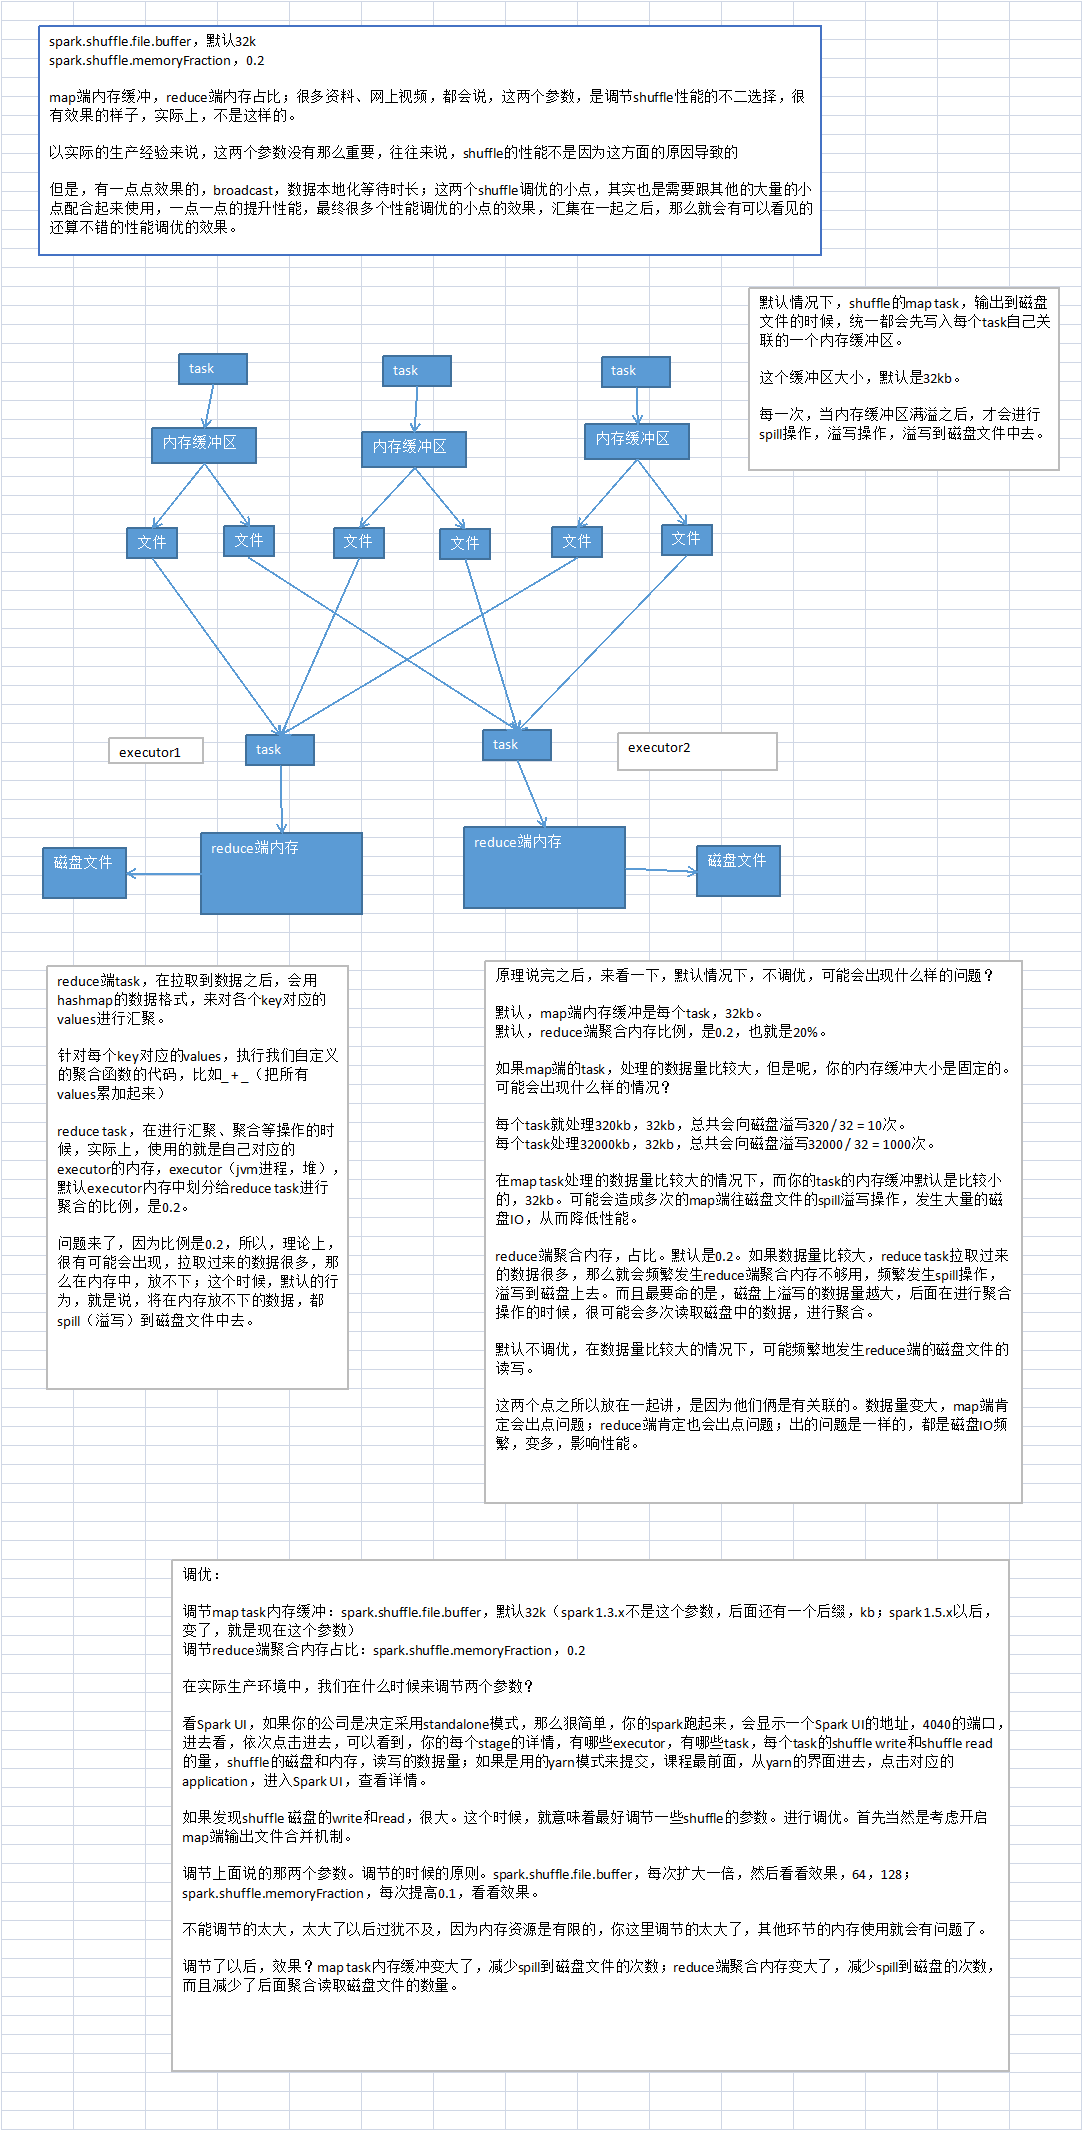 spark.shuffle.file.buffer，默认32k
spark.shuffle.memoryFraction，0.2
map端内存缓冲，reduce端内存占比；很多资料、网上视频，都会说，这两个参数，是调节shuffle性能的不二选择，很
有效果的样子，实际上，不是这样的。
以实际的生产经验来说，这两个参数没有那么重要，往往来说，shuffle的性能不是因为这方面的原因导致的
但是，有一点点效果的，broadcast，数据本地化等待时长；这两个shuffle调优的小点，其实也是需要跟其他的大量的小
点配合起来使用，一点一点的提升性能，最终很多个性能调优的小点的效果，汇集在一起之后，那么就会有可以看见的
还算不错的性能调优的效果。
默认情况下，shuffle的map task，输出到磁盘
文件的时候，统一都会先写入每个task自己关
联的一个内存缓冲区。
这个缓冲区大小，默认是32kb。
每一次，当内存缓冲区满溢之后，才会进行
spill操作，溢写操作，溢写到磁盘文件中去。
task
task
task
内存缓冲区
内存缓冲区
内存缓冲区
文件
文件
文件
文件
文件
文件
executor1
task
task
executor2
磁盘文件
reduce端内存
reduce端内存
磁盘文件
reduce端task，在拉取到数据之后，会用
hashmap的数据格式，来对各个key对应的
values进行汇聚。
针对每个key对应的values，执行我们自定义
的聚合函数的代码，比如_ + _（把所有
values累加起来）
reduce task，在进行汇聚、聚合等操作的时
候，实际上，使用的就是自己对应的
executor的内存，executor（jvm进程，堆），
默认executor内存中划分给reduce task进行
聚合的比例，是0.2。
问题来了，因为比例是0.2，所以，理论上，
很有可能会出现，拉取过来的数据很多，那
么在内存中，放不下；这个时候，默认的行
为，就是说，将在内存放不下的数据，都
spill（溢写）到磁盘文件中去。
原理说完之后，来看一下，默认情况下，不调优，可能会出现什么样的问题？
默认，map端内存缓冲是每个task，32kb。
默认，reduce端聚合内存比例，是0.2，也就是20%。
如果map端的task，处理的数据量比较大，但是呢，你的内存缓冲大小是固定的。
可能会出现什么样的情况？
每个task就处理320kb，32kb，总共会向磁盘溢写320 / 32 = 10次。
每个task处理32000kb，32kb，总共会向磁盘溢写32000 / 32 = 1000次。
在map task处理的数据量比较大的情况下，而你的task的内存缓冲默认是比较小
的，32kb。可能会造成多次的map端往磁盘文件的spill溢写操作，发生大量的磁
盘IO，从而降低性能。
reduce端聚合内存，占比。默认是0.2。如果数据量比较大，reduce task拉取过来
的数据很多，那么就会频繁发生reduce端聚合内存不够用，频繁发生spill操作，
溢写到磁盘上去。而且最要命的是，磁盘上溢写的数据量越大，后面在进行聚合
操作的时候，很可能会多次读取磁盘中的数据，进行聚合。
默认不调优，在数据量比较大的情况下，可能频繁地发生reduce端的磁盘文件的
读写。
这两个点之所以放在一起讲，是因为他们俩是有关联的。数据量变大，map端肯
定会出点问题；reduce端肯定也会出点问题；出的问题是一样的，都是磁盘IO频
繁，变多，影响性能。
调优：
调节map task内存缓冲：spark.shuffle.file.buffer，默认32k（spark 1.3.x不是这个参数，后面还有一个后缀，kb；spark 1.5.x以后，
变了，就是现在这个参数）
调节reduce端聚合内存占比：spark.shuffle.memoryFraction，0.2
在实际生产环境中，我们在什么时候来调节两个参数？
看Spark UI，如果你的公司是决定采用standalone模式，那么狠简单，你的spark跑起来，会显示一个Spark UI的地址，4040的端口，
进去看，依次点击进去，可以看到，你的每个stage的详情，有哪些executor，有哪些task，每个task的shuffle write和shuffle read
的量，shuffle的磁盘和内存，读写的数据量；如果是用的yarn模式来提交，课程最前面，从yarn的界面进去，点击对应的
application，进入Spark UI，查看详情。
如果发现shuffle 磁盘的write和read，很大。这个时候，就意味着最好调节一些shuffle的参数。进行调优。首先当然是考虑开启
map端输出文件合并机制。
调节上面说的那两个参数。调节的时候的原则。spark.shuffle.file.buffer，每次扩大一倍，然后看看效果，64，128；
spark.shuffle.memoryFraction，每次提高0.1，看看效果。
不能调节的太大，太大了以后过犹不及，因为内存资源是有限的，你这里调节的太大了，其他环节的内存使用就会有问题了。
调节了以后，效果？map task内存缓冲变大了，减少spill到磁盘文件的次数；reduce端聚合内存变大了，减少spill到磁盘的次数，
而且减少了后面聚合读取磁盘文件的数量。